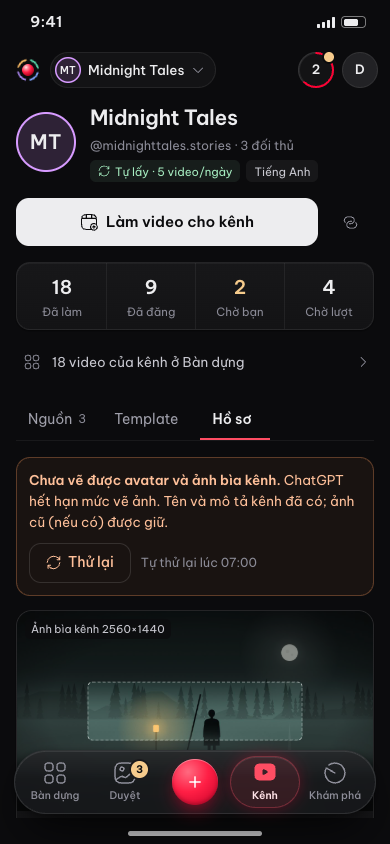 9:41
MT Midnight Tales
2
D
MT
Midnight Tales
@midnighttales.stories · 3 đối thủ
Tự lấy · 5 video/ngày
Tiếng Anh
Làm video cho kênh
18 9 2 4
Đã làm Đã đăng Chờ bạn Chờ lượt
18 video của kênh ở Bàn dựng
Nguồn 3 Template Hồ sơ
Chưa vẽ được avatar và ảnh bìa kênh. ChatGPT
hết hạn mức vẽ ảnh. Tên và mô tả kênh đã có; ảnh
cũ (nếu có) được giữ.
Thử lại
Tự thử lại lúc 07:00
Ảnh bìa kênh 2560×1440
3
Bàn dựng Duyệt + Kênh Khám phá